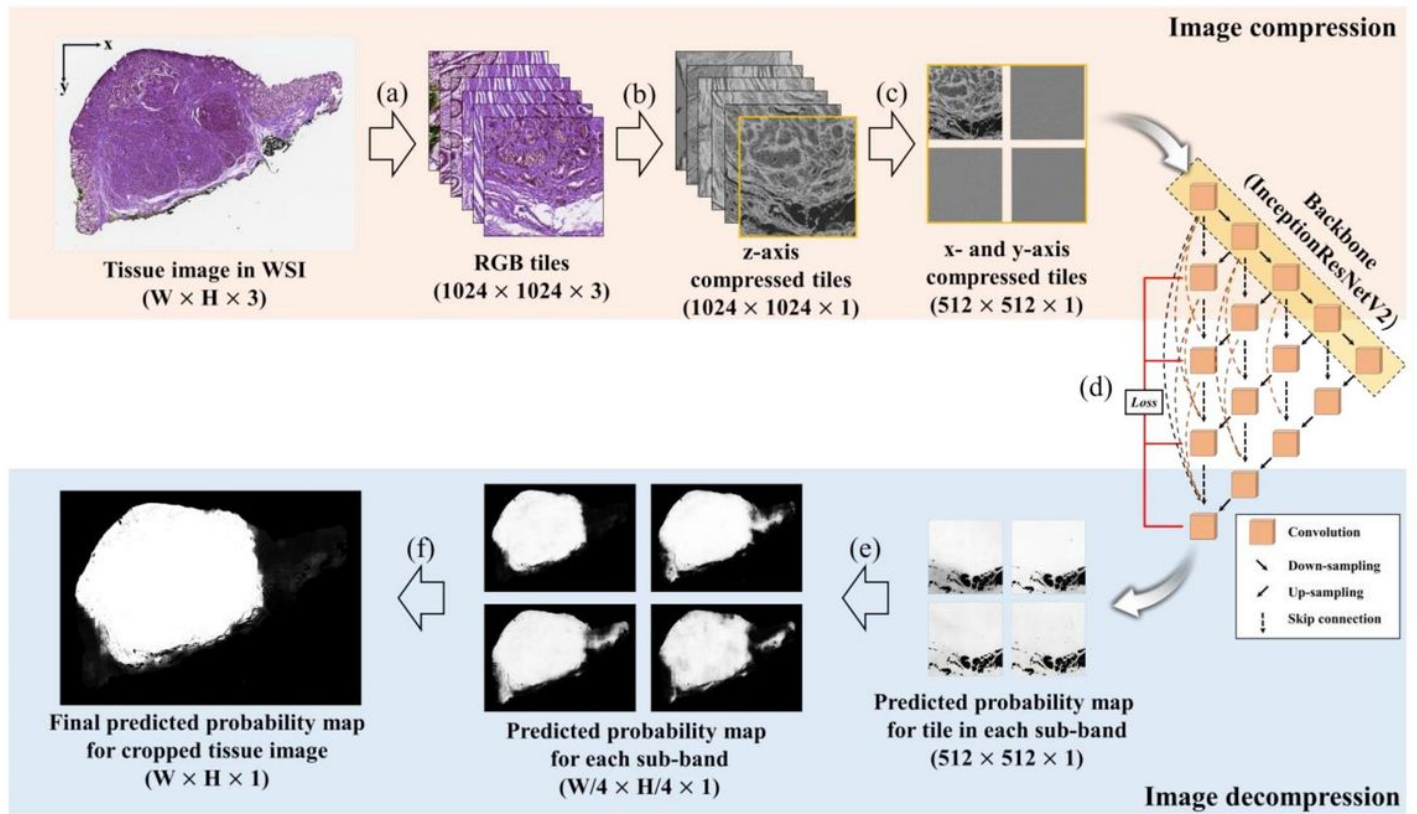 Image compression
x
y
(a)
(b)
(c)
Tissue image in WSI
(W × H × 3)
RGB tiles
(1024 × 1024 × 3)
z-axis
compressed tiles
(1024 × 1024 × 1)
x- and y-axis
compressed tiles
(512 × 512 × 1)
Backbone
(InceptionResNetV2)
(d)
Loss
Convolution
Down-sampling
Up-sampling
Skip connection
(e)
(f)
Predicted probability map
for tile in each sub-band
(512 × 512 × 1)
Predicted probability map
for each sub-band
(W/4 × H/4 × 1)
Final predicted probability map
for cropped tissue image
(W × H × 1)
Image decompression